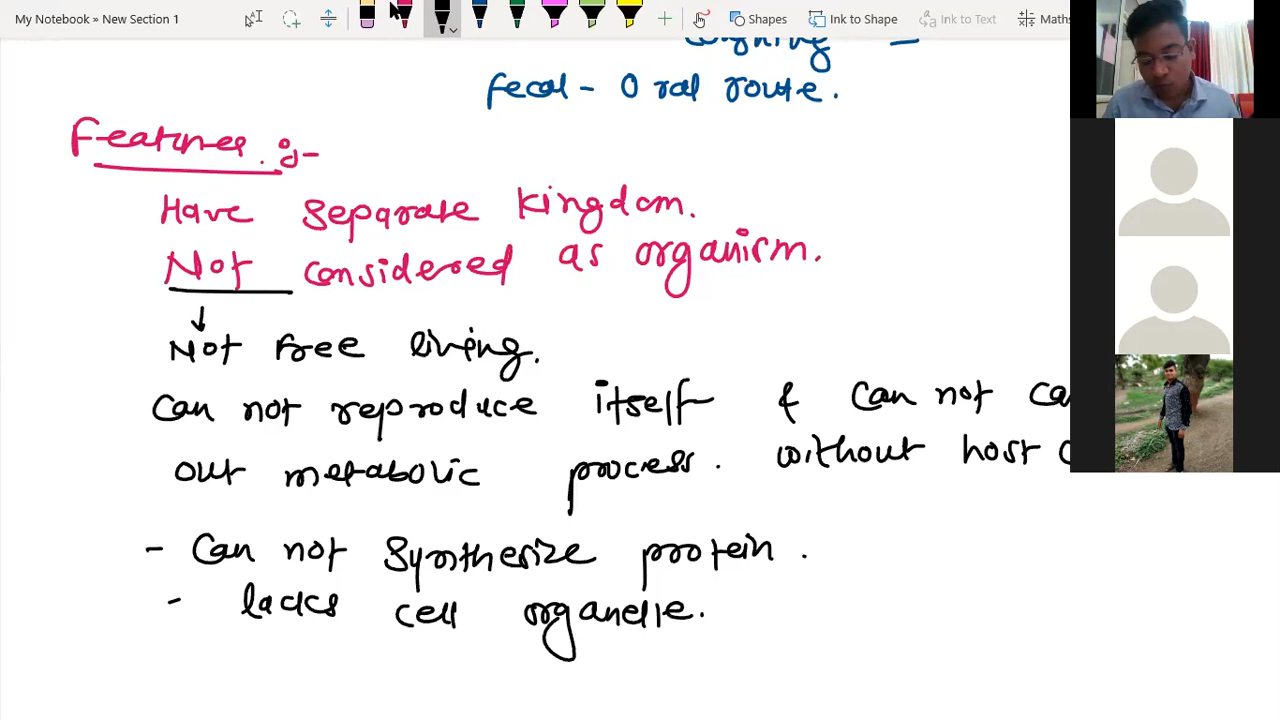 My Notebook » New Section 1
Shapes
Ink to Shape
Ink to Text
Maths
fecal - Oral route.
Features :-
Have separate kingdom.
Not considered as organism.
Not free living.
Can not reproduce itself & can not
out metabolic process. without host
- Can not synthesize protein.
- lacks cell organelle.